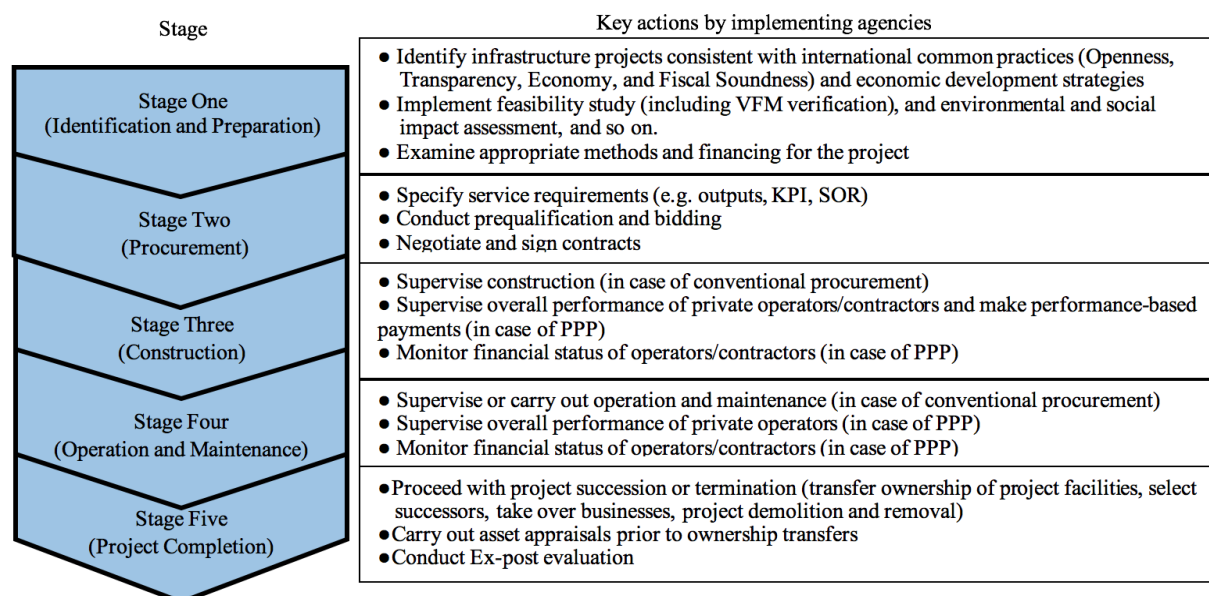 Stage
Key actions by implementing agencies
Stage One
(Identification and Preparation)
● Identify infrastructure projects consistent with international common practices (Openness,
Transparency, Economy, and Fiscal Soundness) and economic development strategies
● Implement feasibility study (including VFM verification), and environmental and social
impact assessment, and so on.
● Examine appropriate methods and financing for the project
Stage Two
(Procurement)
● Specify service requirements (e.g. outputs, KPI, SOR)
● Conduct prequalification and bidding
● Negotiate and sign contracts
Stage Three
(Construction)
● Supervise construction (in case of conventional procurement)
● Supervise overall performance of private operators/contractors and make performance-based
payments (in case of PPP)
● Monitor financial status of operators/contractors (in case of PPP)
Stage Four
(Operation and Maintenance)
● Supervise or carry out operation and maintenance (in case of conventional procurement)
● Supervise overall performance of private operators (in case of PPP)
● Monitor financial status of operators/contractors (in case of PPP)
Stage Five
(Project Completion)
●Proceed with project succession or termination (transfer ownership of project facilities, select
successors, take over businesses, project demolition and removal)
●Carry out asset appraisals prior to ownership transfers
●Conduct Ex-post evaluation